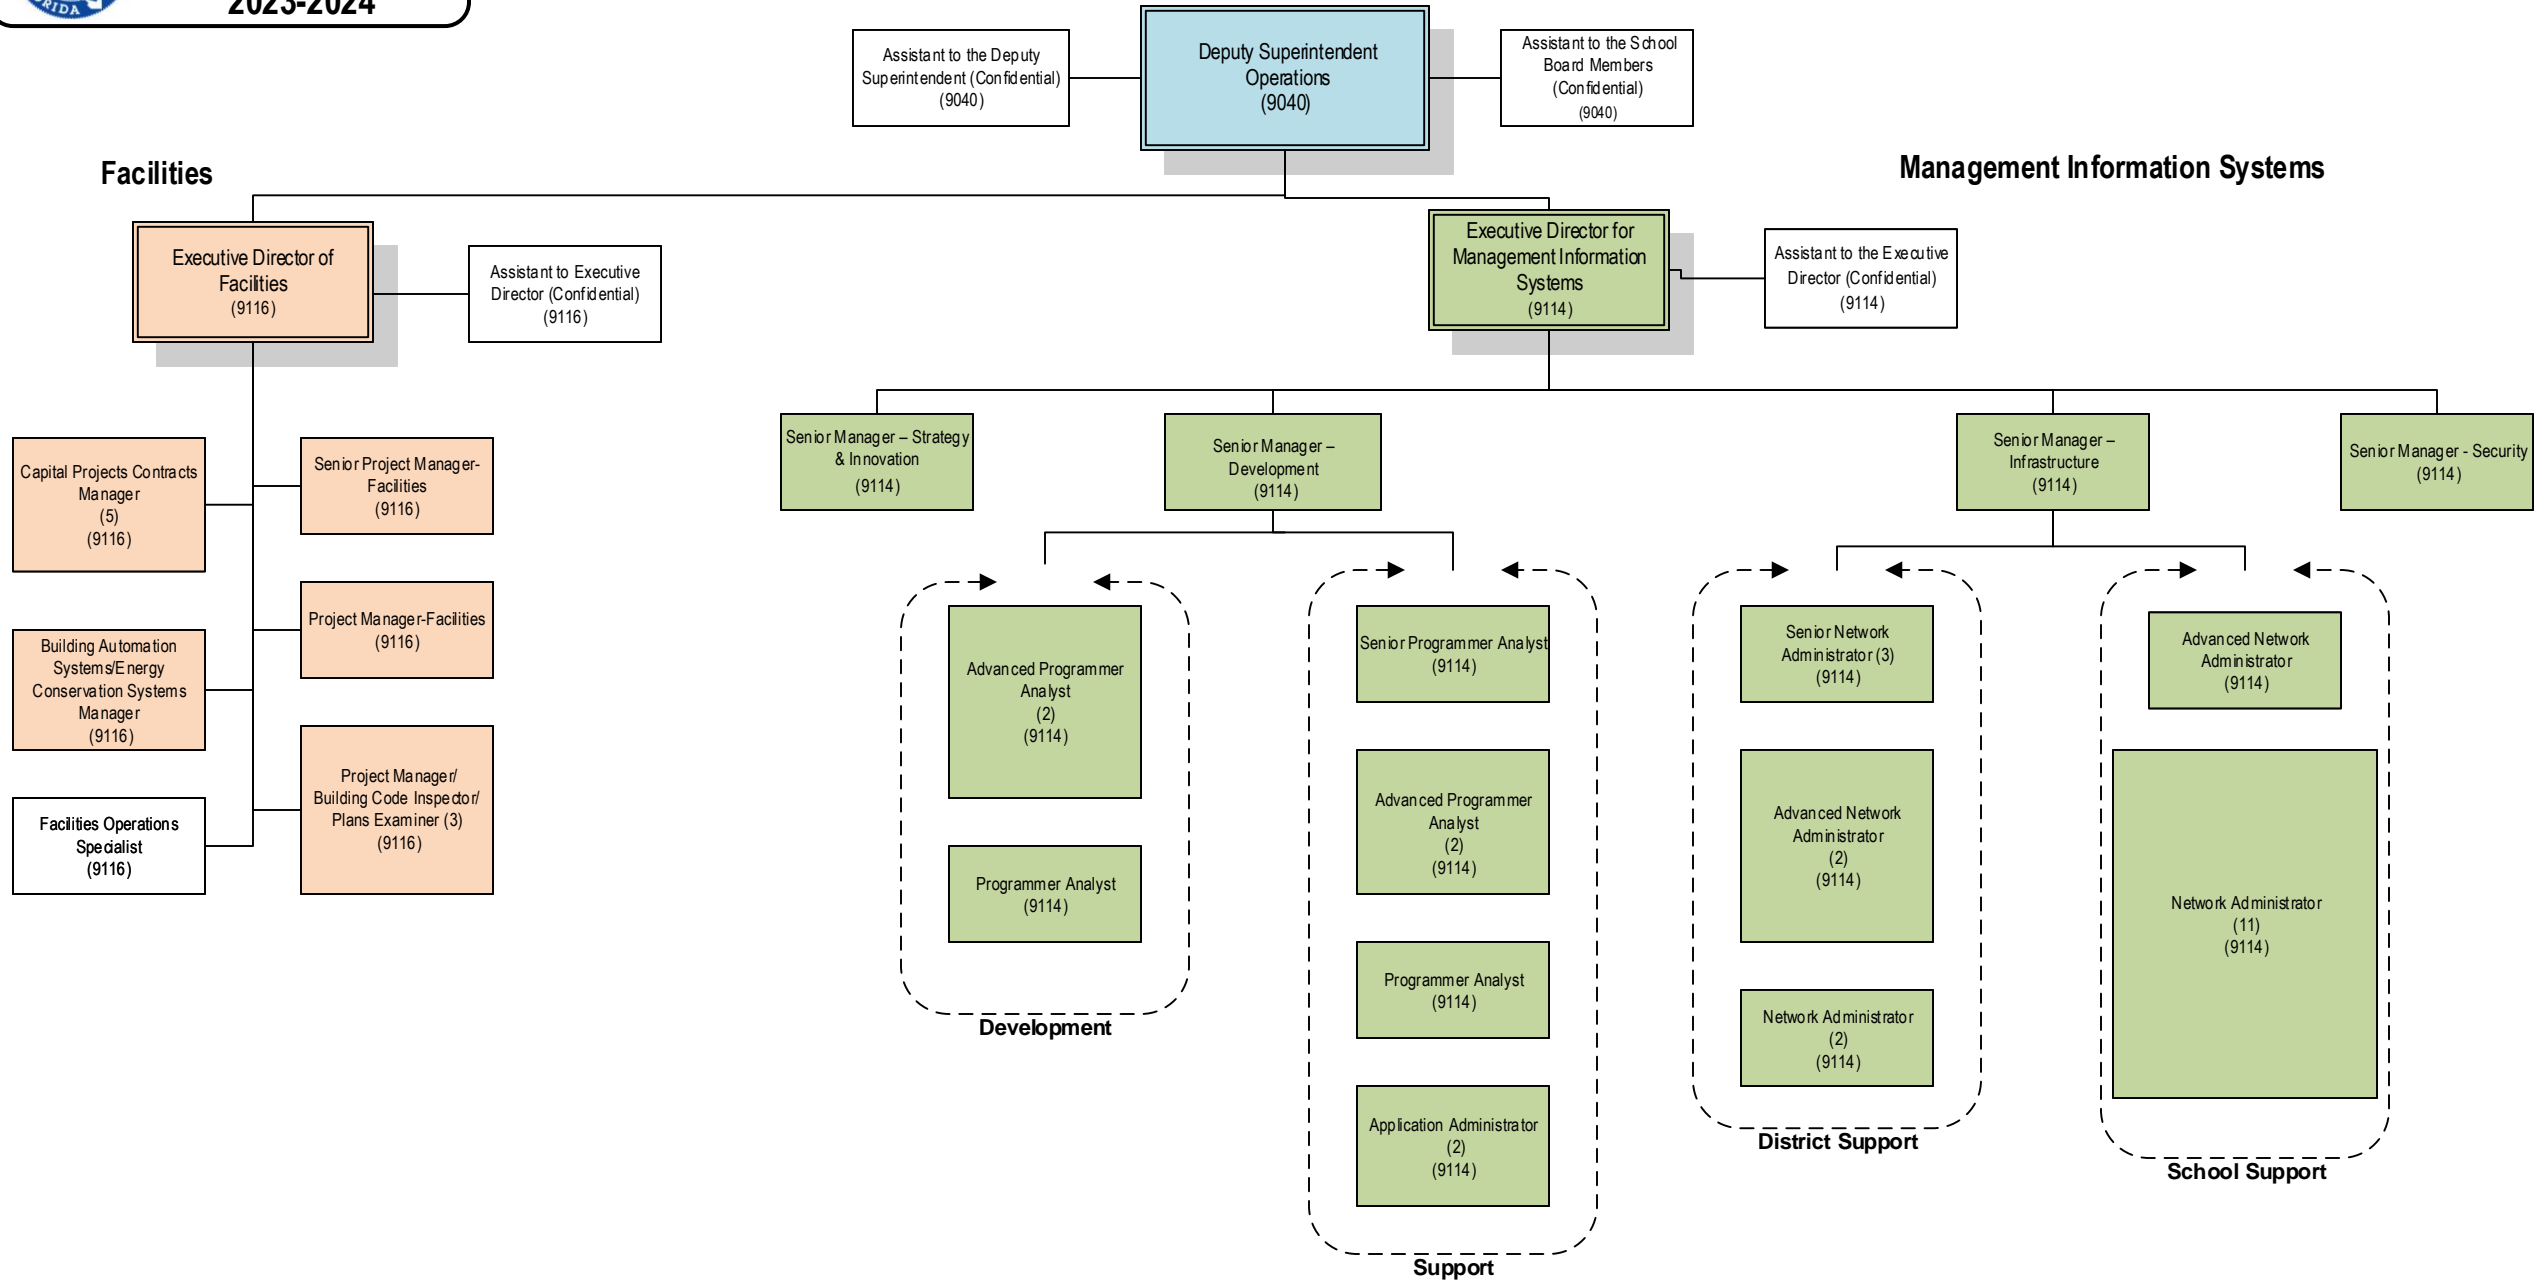 RIDA
2023-2024
Assistant to the Deputy
Superintendent (Confidential)
(9040)
Deputy Superintendent
Operations
(9040)
Assistant to the School
Board Members
(Confidential)
(9040)
Facilities
Management Information Systems
Executive Director of
Facilities
(9116)
Assistant to Executive
Director (Confidential)
(9116)
Executive Director for
Management Information
Systems
(9114)
Assistant to the Executive
Director (Confidential)
(9114)
Capital Projects Contracts
Manager
(5)
(9116)
Senior Project Manager-
Facilities
(9116)
Project Manager-Facilities
(9116)
Building Automation
Systems/Energy
Conservation Systems
Manager
(9116)
Project Manager/
Building Code Inspector/
Plans Examiner (3)
(9116)
Facilities Operations
Specialist
(9116)
Senior Manager – Strategy
& Innovation
(9114)
Senior Manager –
Development
(9114)
Senior Manager –
Infrastructure
(9114)
Senior Manager - Security
(9114)
Advanced Programmer
Analyst
(2)
(9114)
Programmer Analyst
(9114)
Development
Senior Programmer Analyst
(9114)
Advanced Programmer
Analyst
(2)
(9114)
Programmer Analyst
(9114)
Application Administrator
(2)
(9114)
Support
Senior Network
Administrator (3)
(9114)
Advanced Network
Administrator
(2)
(9114)
Network Administrator
(2)
(9114)
District Support
Advanced Network
Administrator
(9114)
Network Administrator
(11)
(9114)
School Support